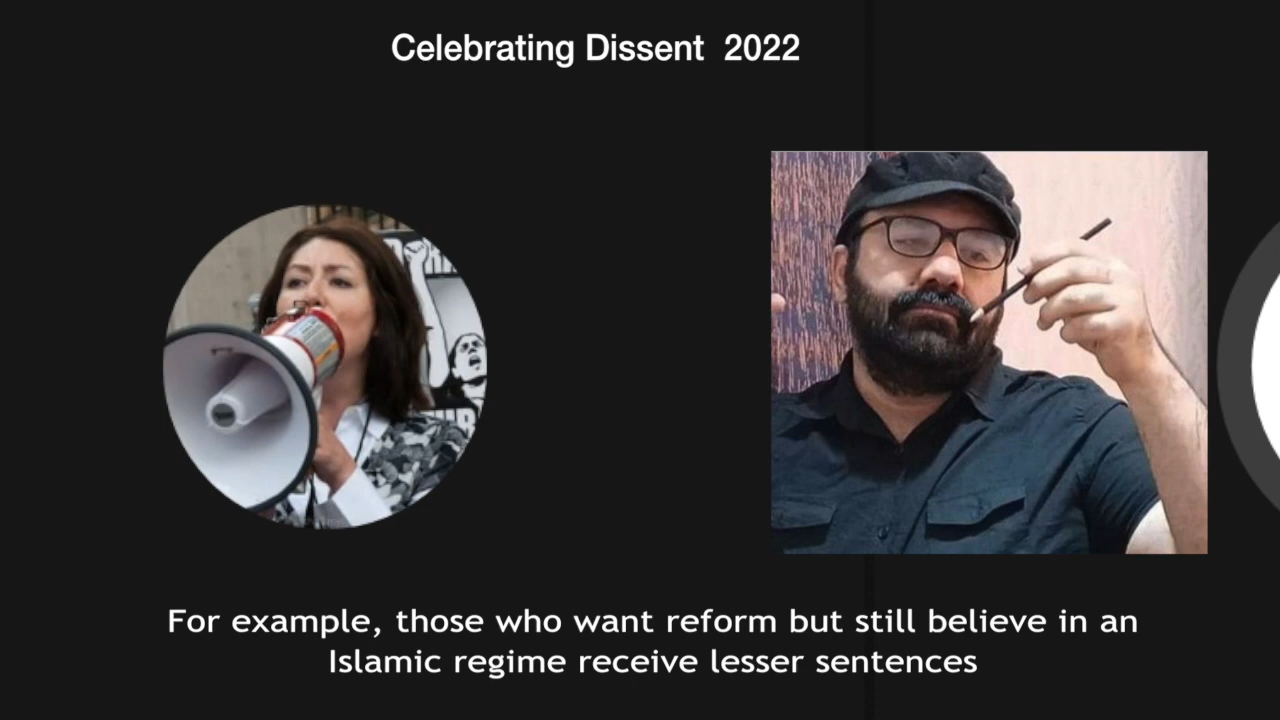 Celebrating Dissent 2022
For example, those who want reform but still believe in an
Islamic regime receive lesser sentences